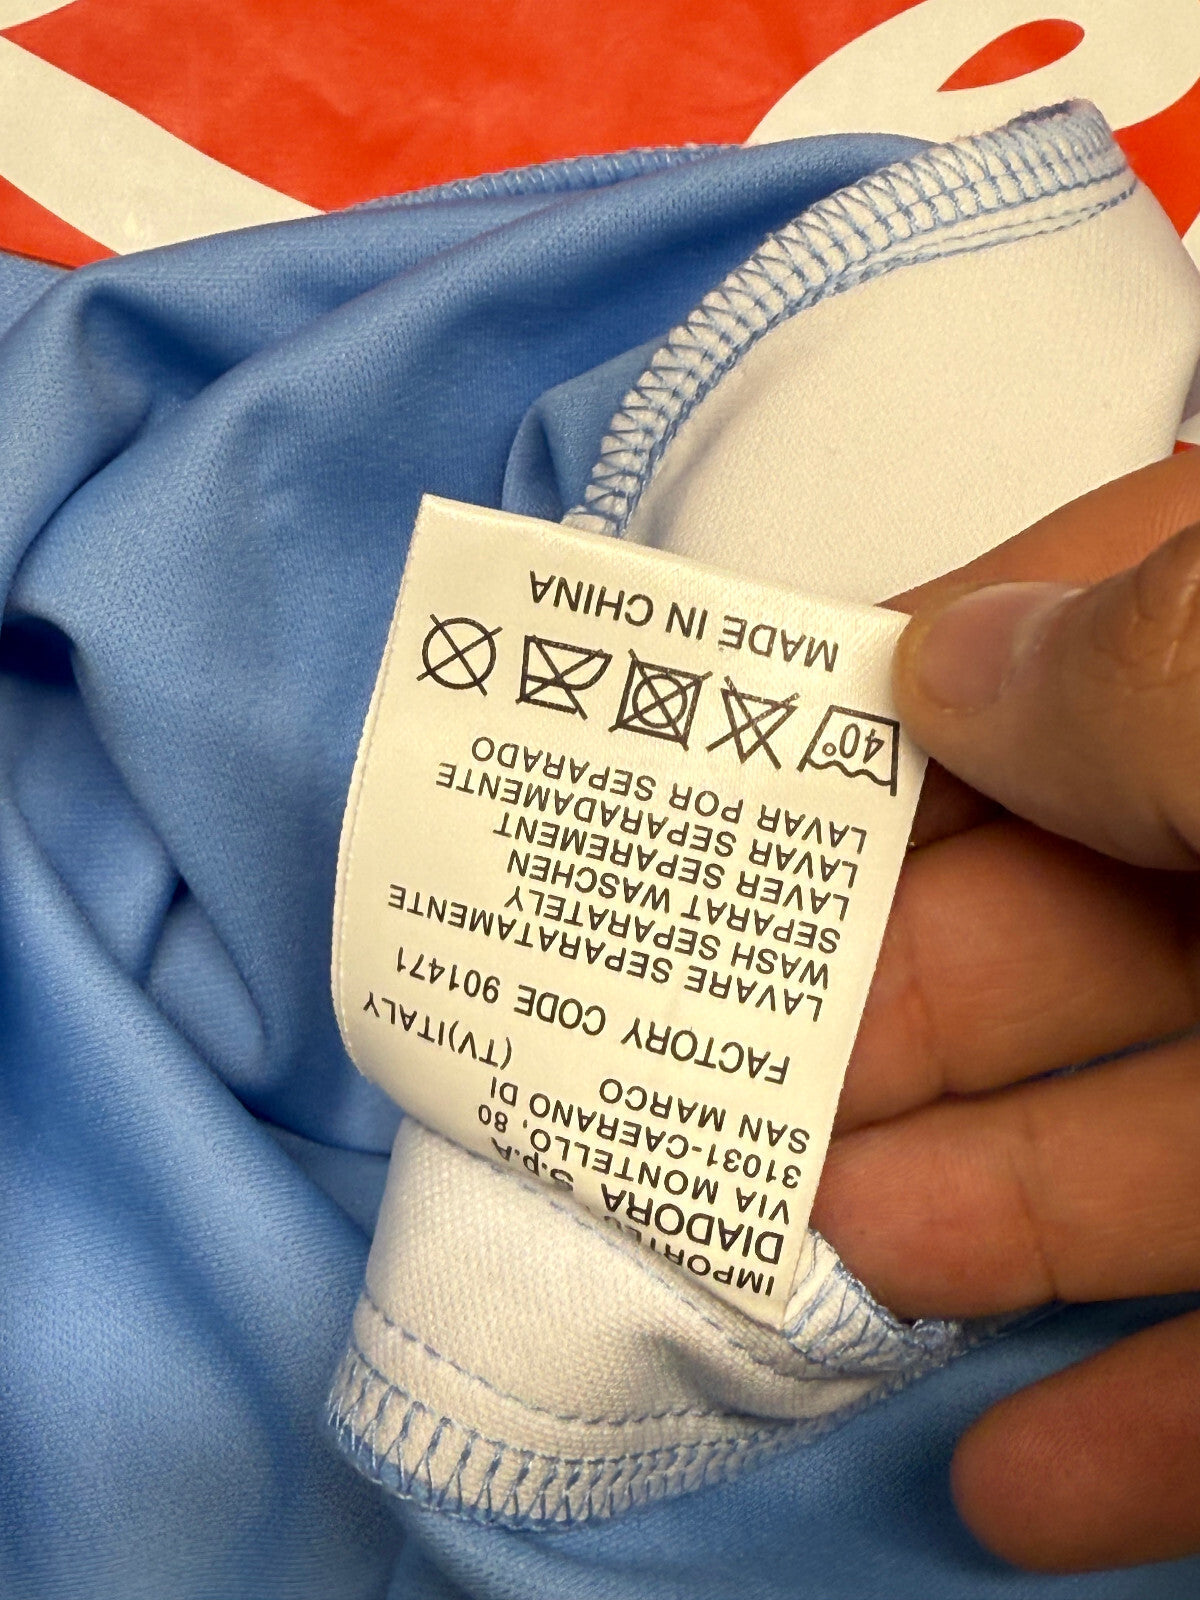 IMPORTED
DIADORA S.p.A
VIA MONTELLO, 80
31031-CAERANO DI
SAN MARCO
(TV)ITALY
FACTORY CODE 901471
LAVARE SEPARATAMENTE
WASH SEPARATELY
SEPARAT WASCHEN
LAVER SEPAREMENT
LAVAR SEPARADAMENTE
LAVAR POR SEPARADO
40°
MADE IN CHINA